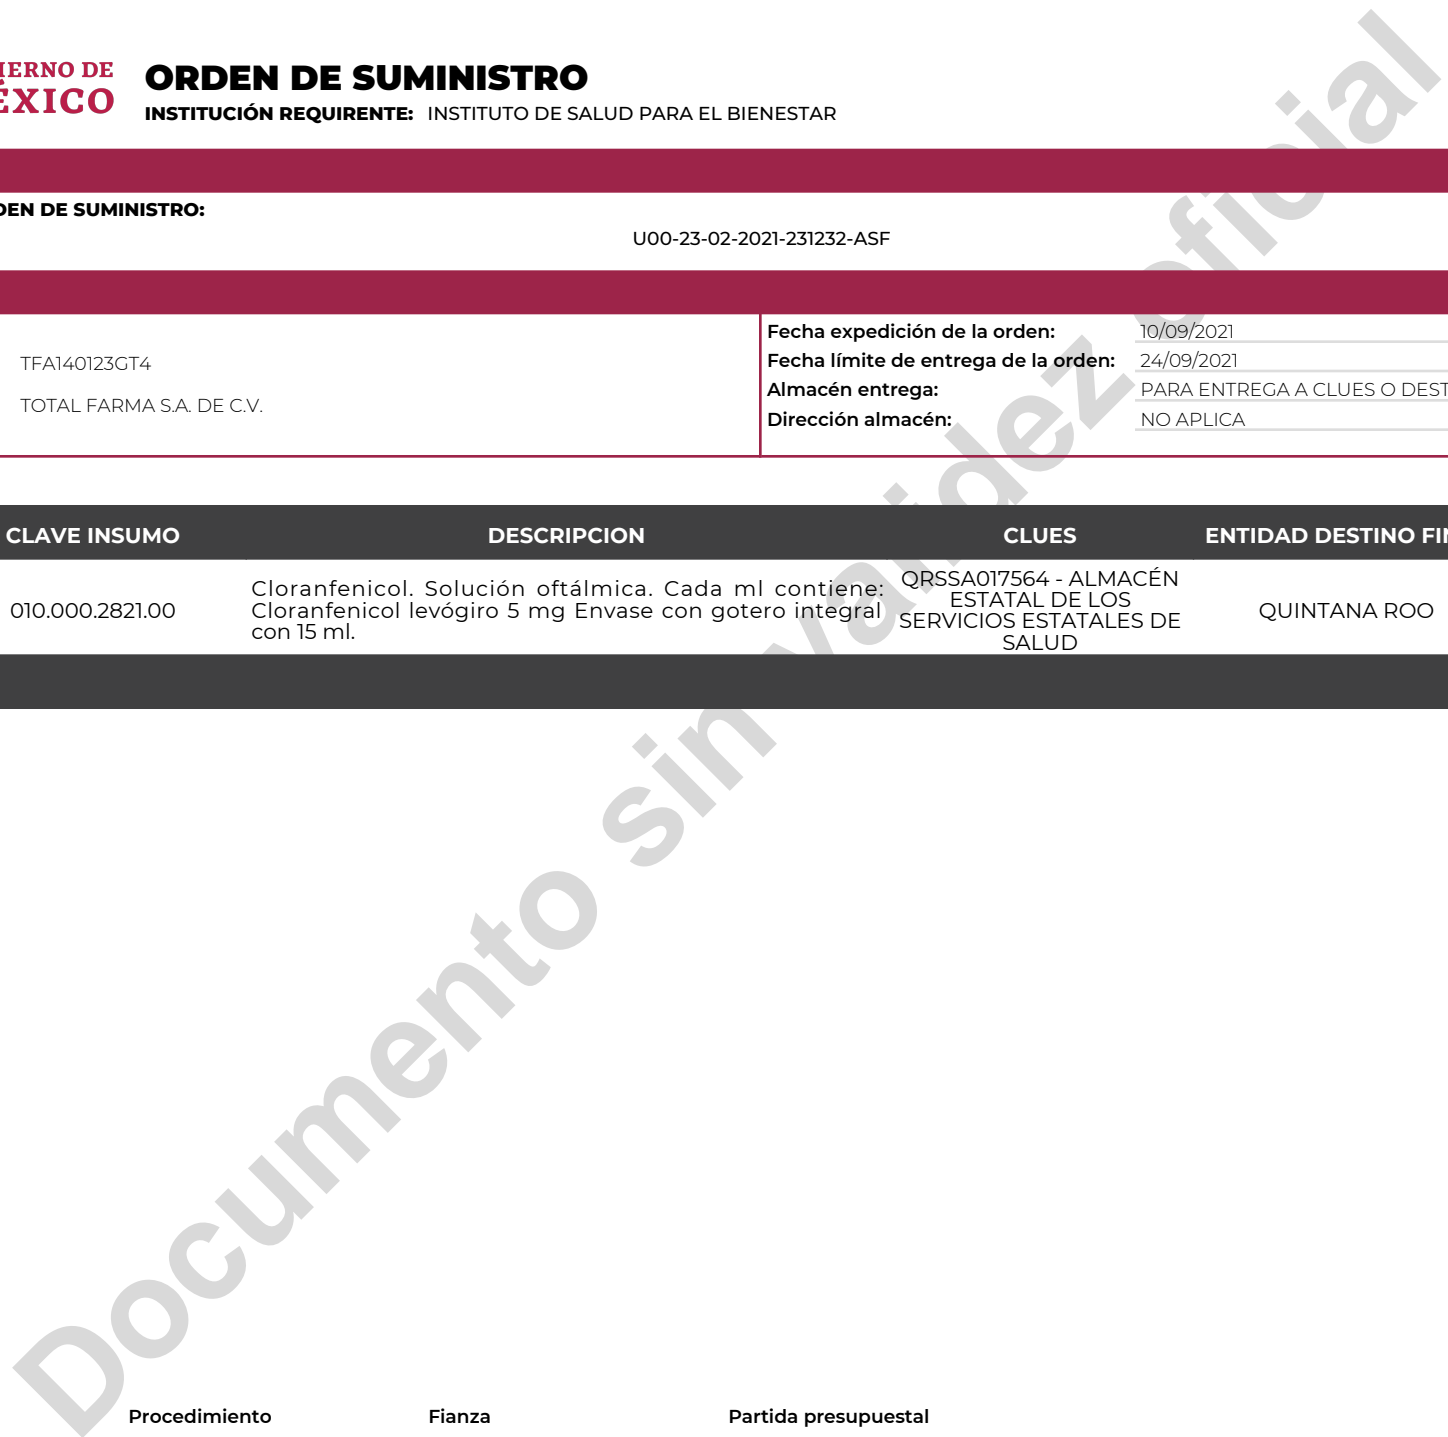 IERNO DE
ÉXICO
ORDEN DE SUMINISTRO
INSTITUCIÓN REQUIRENTE: INSTITUTO DE SALUD PARA EL BIENESTAR
DEN DE SUMINISTRO:
U00-23-02-2021-231232-ASF
TFA140123GT4
TOTAL FARMA S.A. DE C.V.
Fecha expedición de la orden: 10/09/2021
Fecha límite de entrega de la orden: 24/09/2021
Almacén entrega: PARA ENTREGA A CLUES O DEST
Dirección almacén: NO APLICA
CLAVE INSUMO DESCRIPCION CLUES ENTIDAD DESTINO FIN
010.000.2821.00
Cloranfenicol. Solución oftálmica. Cada ml contiene:
Cloranfenicol levógiro 5 mg Envase con gotero integral
con 15 ml.
QRSSA017564 - ALMACÉN
ESTATAL DE LOS
SERVICIOS ESTATALES DE
SALUD
QUINTANA ROO
Documento sin validez oficial
Procedimiento Fianza Partida presupuestal